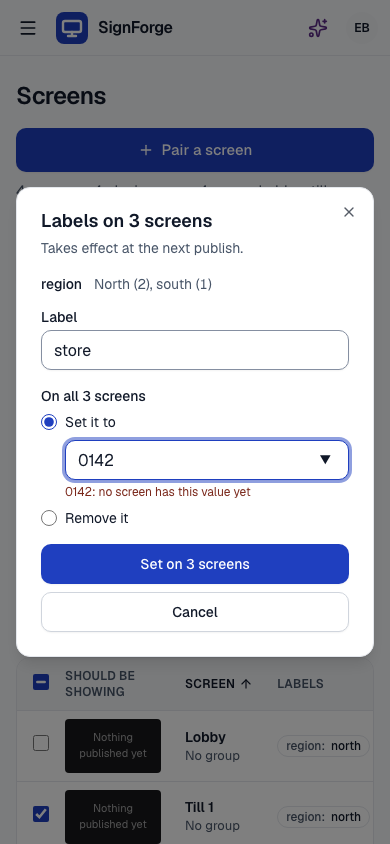 SignForge
EB
Screens
+ Pair a screen
Labels on 3 screens
Takes effect at the next publish.
region North (2), south (1)
Label
store
On all 3 screens
Set it to
0142
0142: no screen has this value yet
Remove it
Set on 3 screens
Cancel
SHOULD BE SHOWING
SCREEN ↑
LABELS
Nothing
published yet
Lobby
No group
region: north
Nothing
published yet
Till 1
No group
region: north